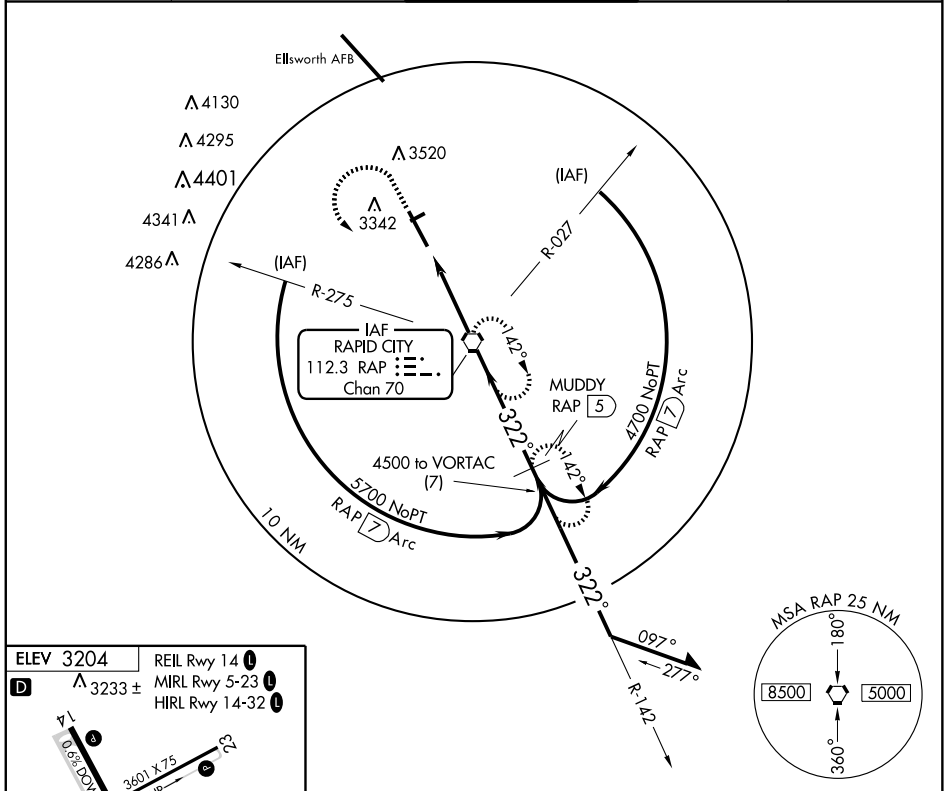 Ellsworth AFB
4130
4295
4401
4341
4286
3520
3342
(IAF)
R-027
(IAF)
R-275
IAF
RAPID CITY
112.3 RAP
Chan 70
142°
322°
MUDDY
RAP 5
142°
4700 NoPT
RAP 7 Arc
4500 to VORTAC
(7)
5700 NoPT
RAP 7 Arc
10 NM
322°
097°
277°
R-142
MSA RAP 25 NM
180°
8500
5000
360°
ELEV 3204
D
3233 ±
REIL Rwy 14 L
MIRL Rwy 5-23 L
HIRL Rwy 14-32 L
14
P
0.6% DOW
3601 X 75
23
P